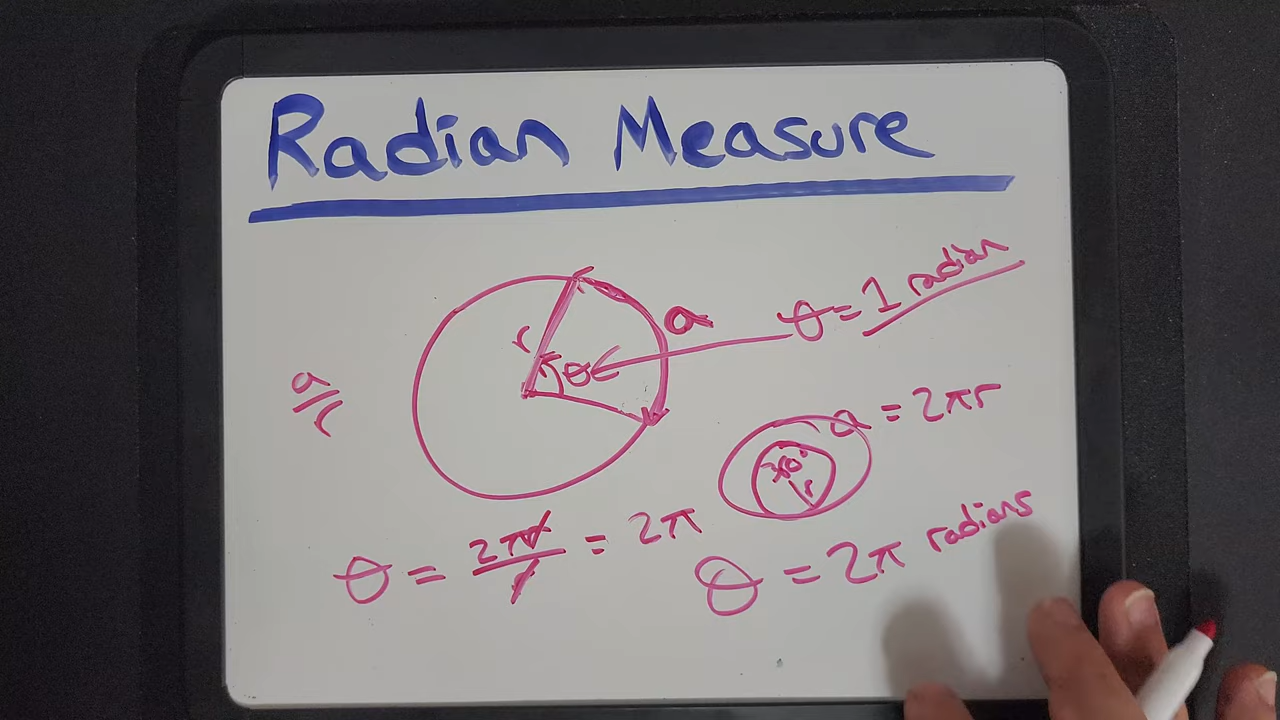 Radian Measure
r
θ
a
θ = 1 radian
a/r
a = 2πr
360°
r
θ = 2πr/r = 2π
θ = 2π radians